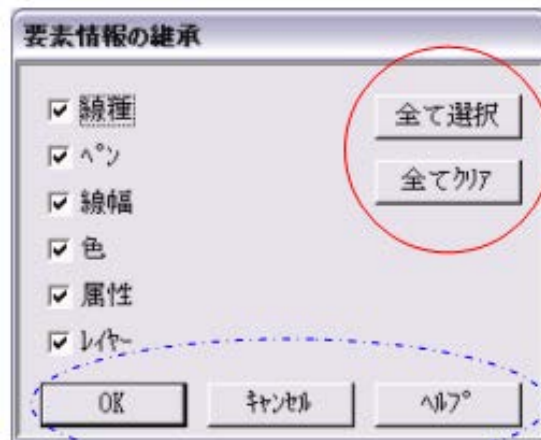 要素情報の継承
線種
全て選択
ﾍﾟﾝ
全てｸﾘｱ
線幅
色
属性
ﾚｲﾔｰ
OK
ｷｬﾝｾﾙ
ﾍﾙﾌﾟ